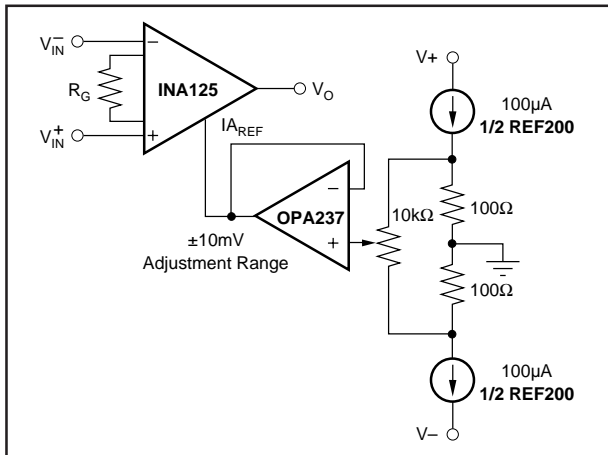 V−IN
RG
V+IN
−
+
INA125
VO
IAREF
−
+
OPA237
±10mV
Adjustment Range
10kΩ
V+
100µA
1/2 REF200
100Ω
100Ω
100µA
1/2 REF200
V–